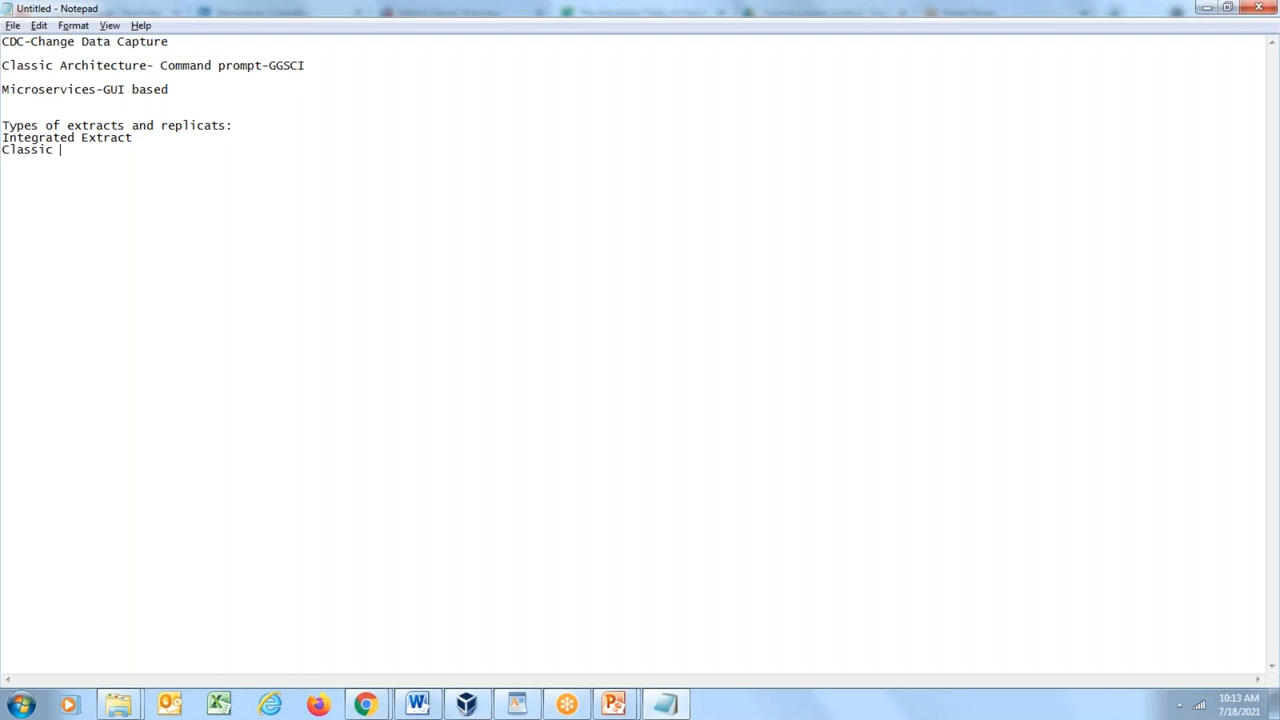 Untitled - Notepad
File Edit Format View Help
CDC-Change Data Capture
Classic Architecture- Command prompt-GGSCI
Microservices-GUI based
Types of extracts and replicats:
Integrated Extract
Classic
10:13 AM
7/18/2021